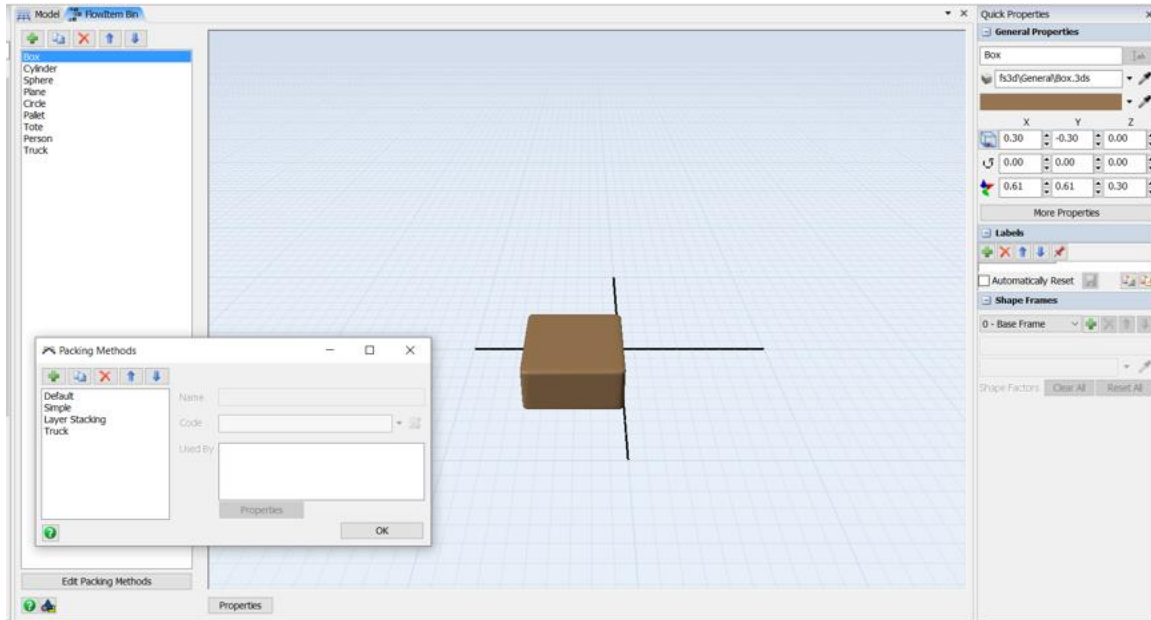 Model FlowItem Bin
Box
Cylinder
Sphere
Plane
Circle
Pallet
Tote
Person
Truck
Packing Methods
Default
Simple
Layer Stacking
Truck
Name
Code
Used By
Properties
OK
Edit Packing Methods
Properties
Quick Properties
General Properties
Box
fs3d\General\Box.3ds
X Y Z
0.30 -0.30 0.00
0.00 0.00 0.00
0.61 0.61 0.30
More Properties
Labels
Automatically Reset
Shape Frames
0 - Base Frame
Shape Factors Clear All Reset All